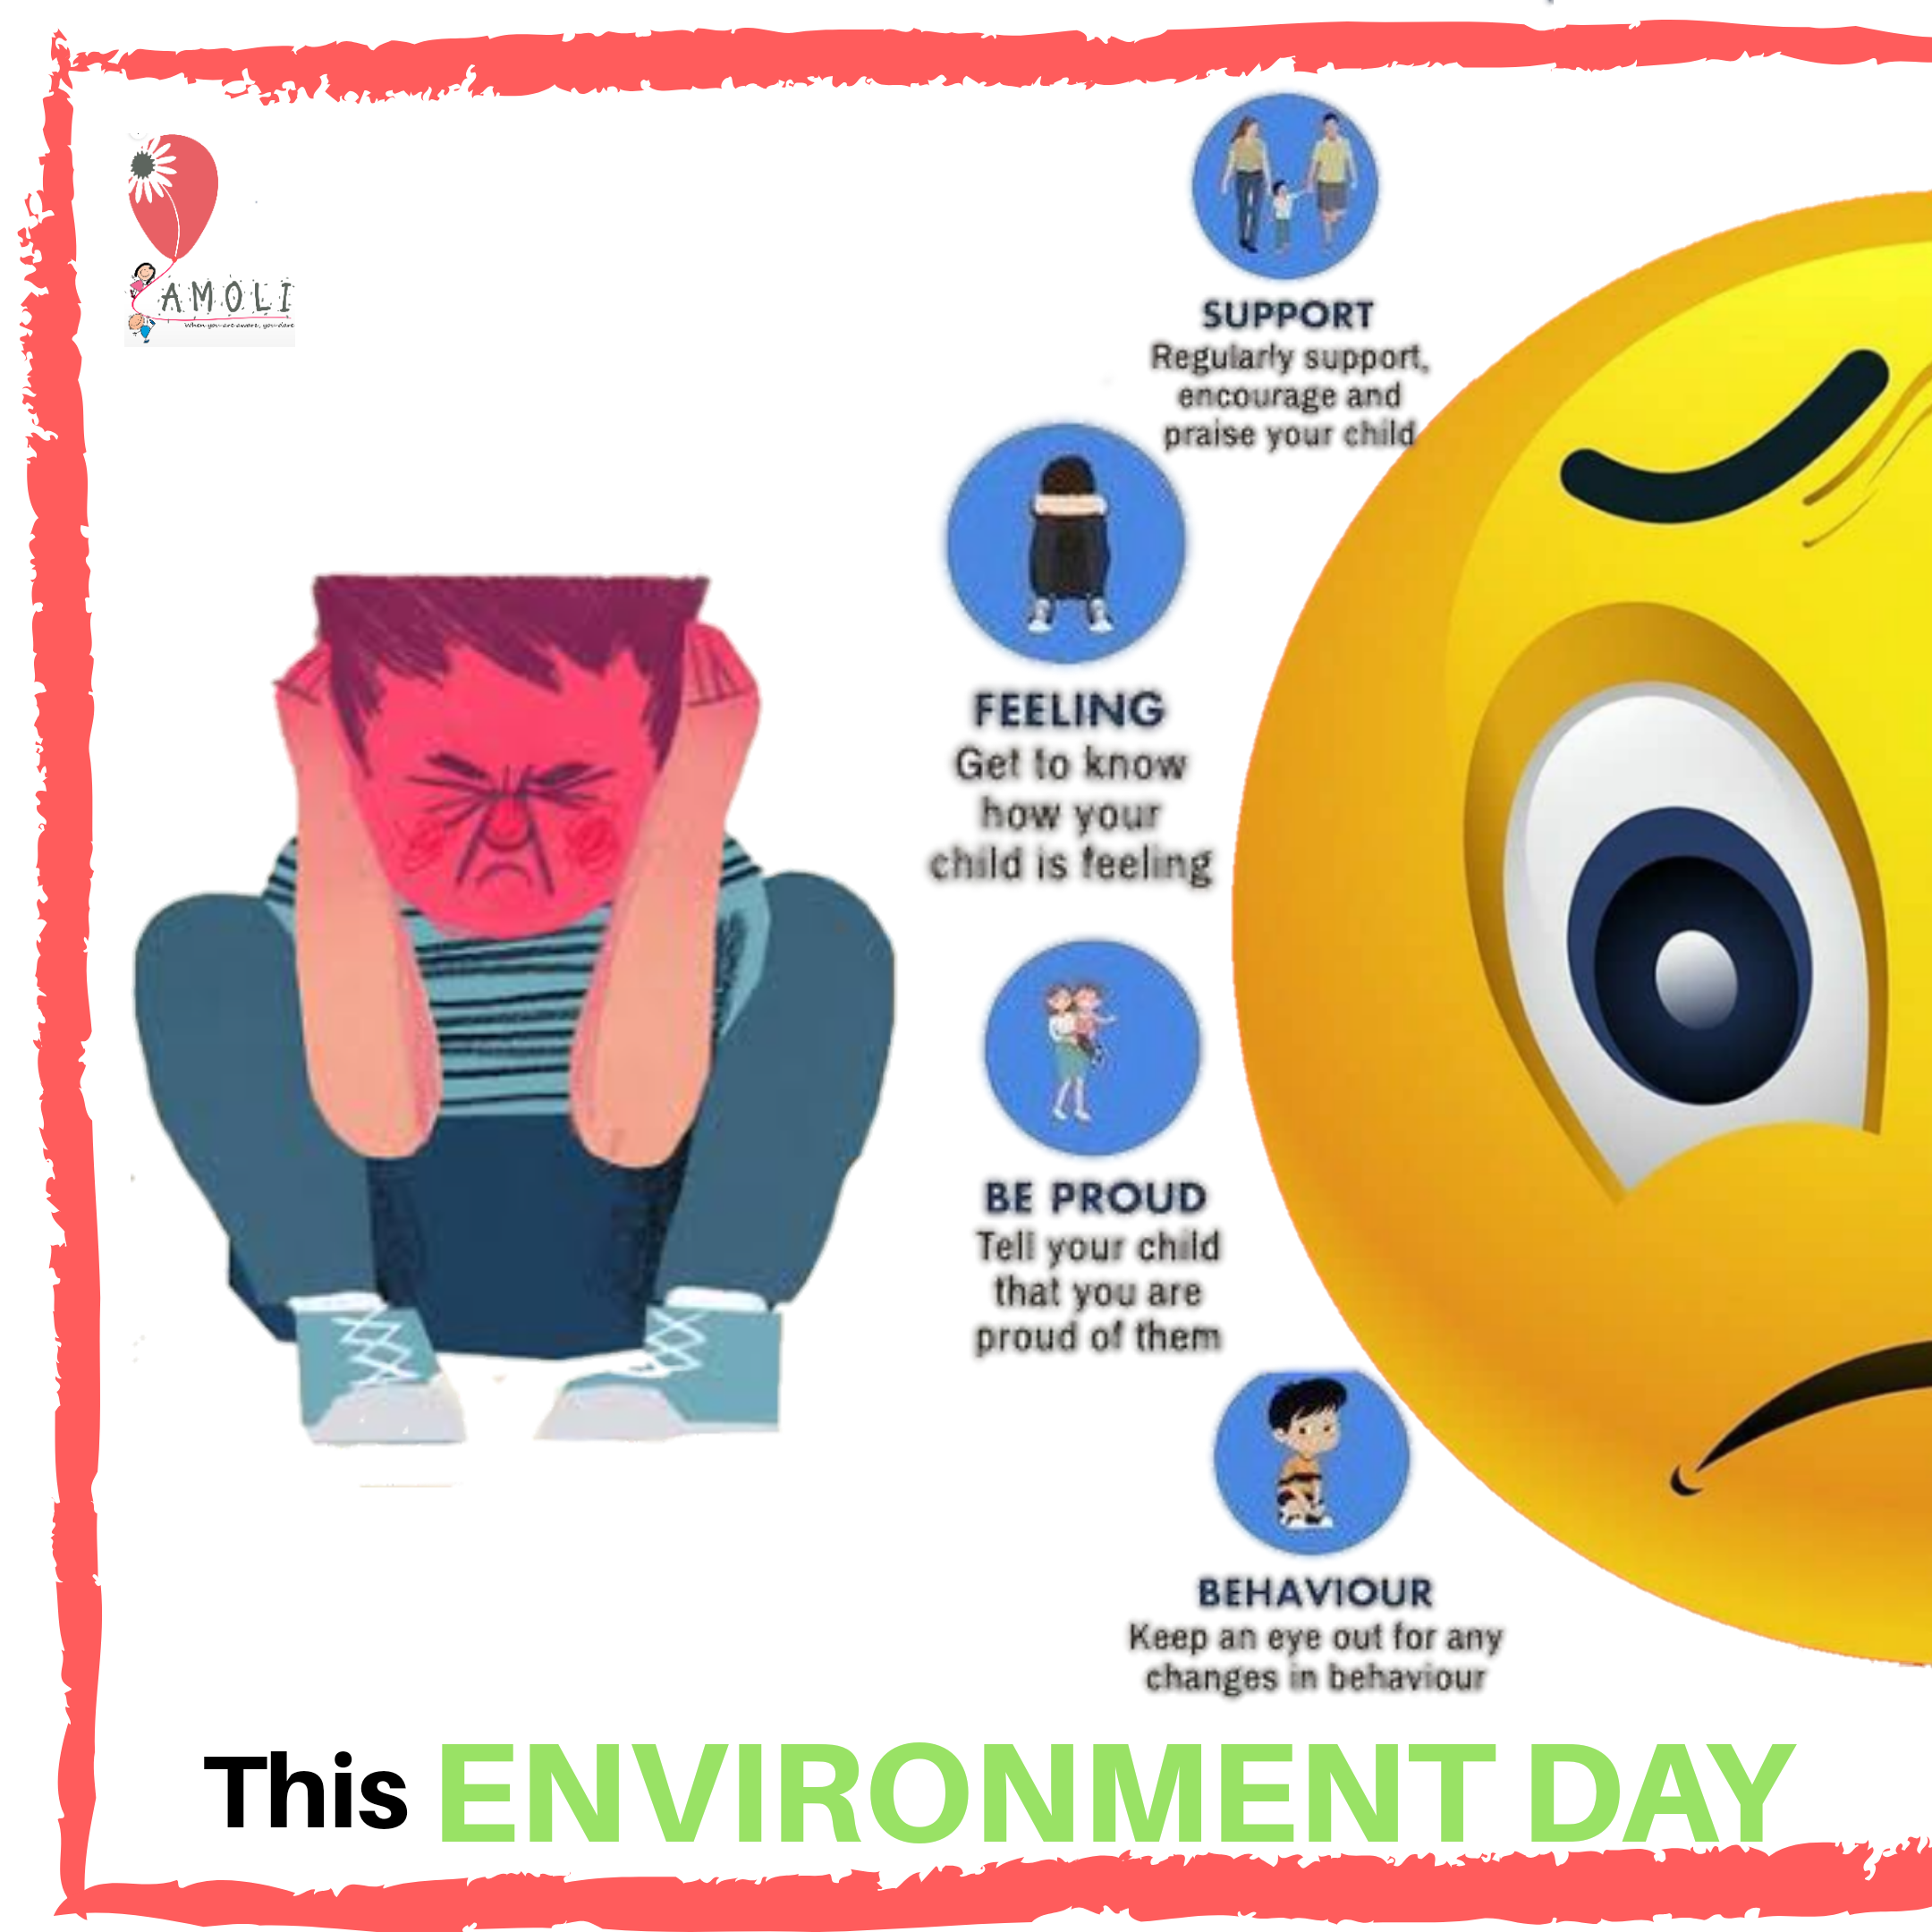 AMOLI
When you are aware, you dare
SUPPORT
Regularly support,
encourage and
praise your child
FEELING
Get to know
how your
child is feeling
BE PROUD
Tell your child
that you are
proud of them
BEHAVIOUR
Keep an eye out for any
changes in behaviour
This ENVIRONMENT DAY